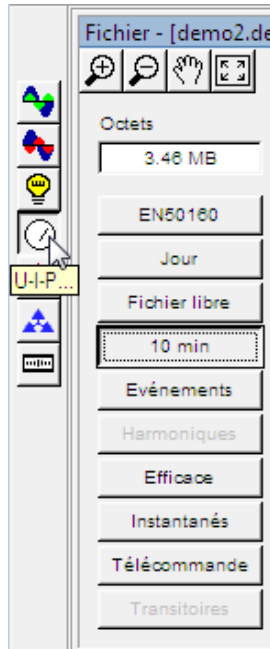 Fichier - [demo2.de
Octets
3.46 MB
EN50160
Jour
Fichier libre
U-I-P...
10 min
Evénements
Harmoniques
Efficace
Instantanés
Télécommande
Transitoires